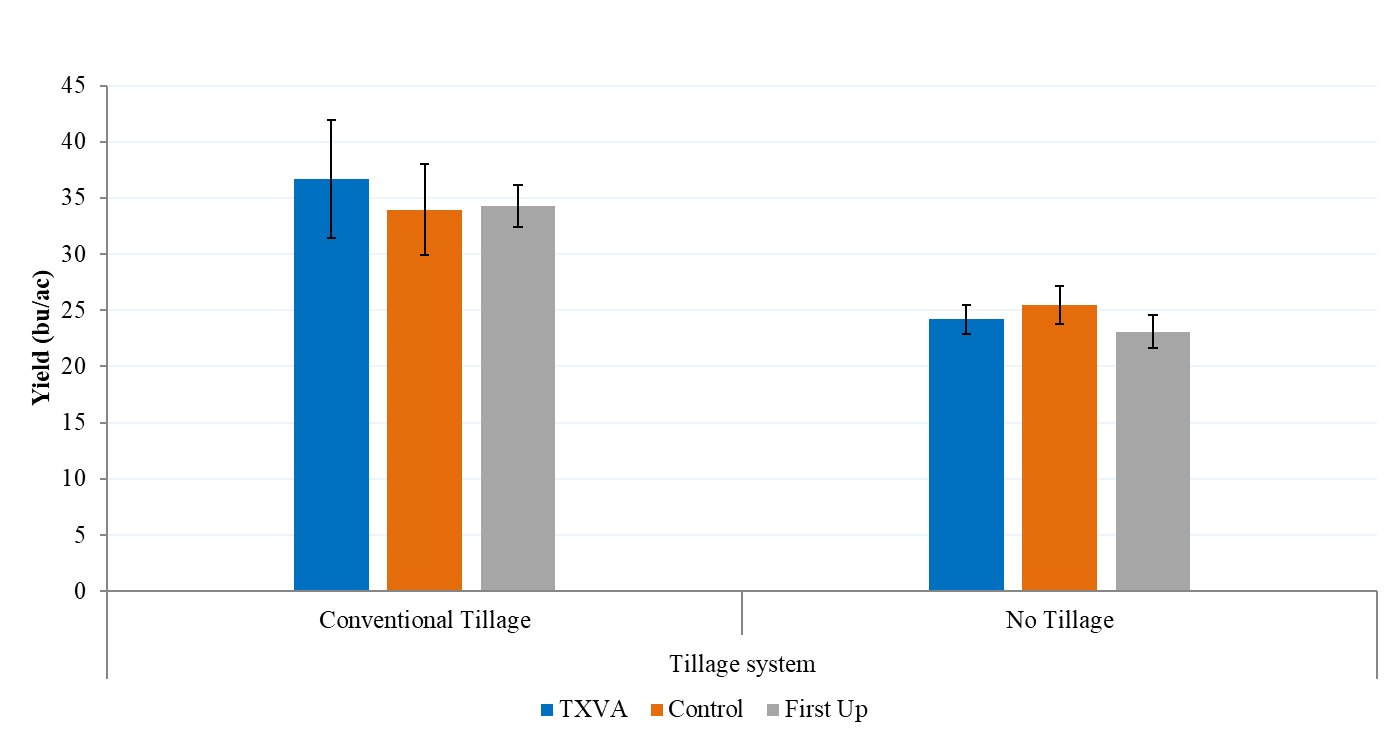 45
40
35
30
25
20
15
10
5
0
Yield (bu/ac)
Conventional Tillage No Tillage
Tillage system
TXVA Control First Up